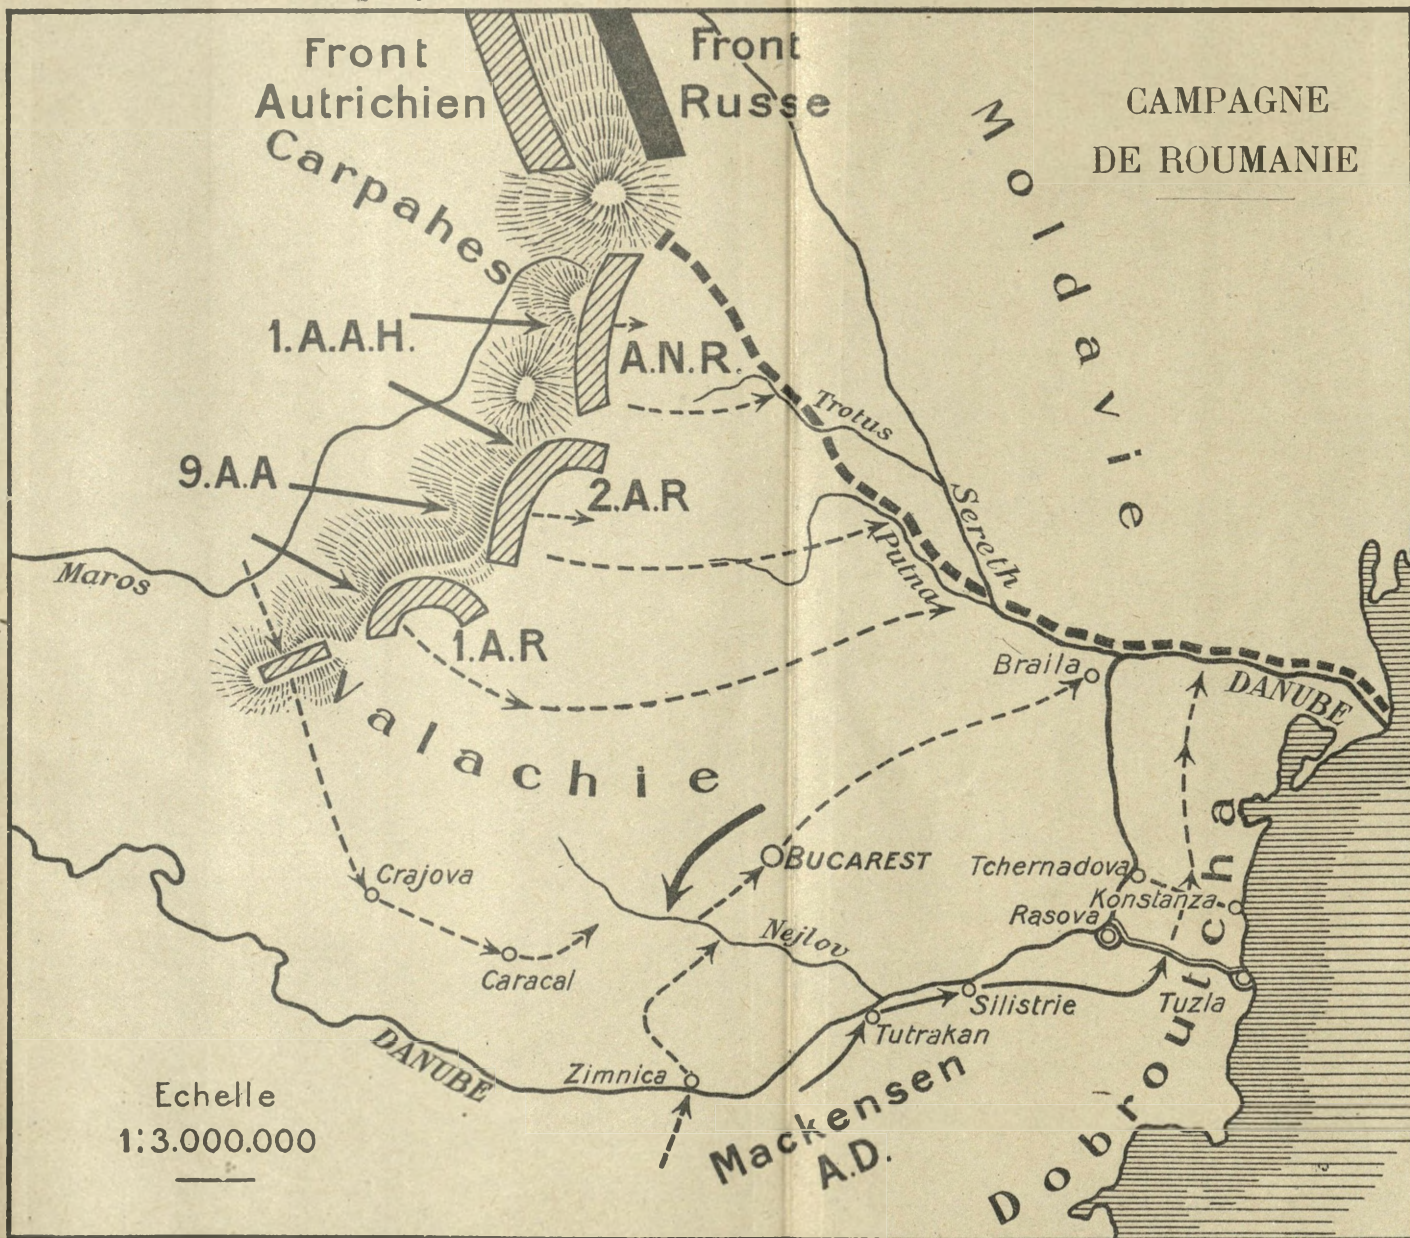 Front
Autrichien
Front
Russe
CAMPAGNE
DE ROUMANIE
Carpahes
Moldavie
1.A.A.H.
A.N.R.
Trotus
9.A.A
2.A.R
Sereth
Putna
Maros
1.A.R
Braila
DANUBE
Valachie
BUCAREST
Crajova
Tchernadova
Konstanza
Rasova
Nejlov
Caracal
Silistrie
Tuzla
Tutrakan
DANUBE
Zimnica
Mackensen
A.D.
Dobroutcha
Echelle
1:3.000.000